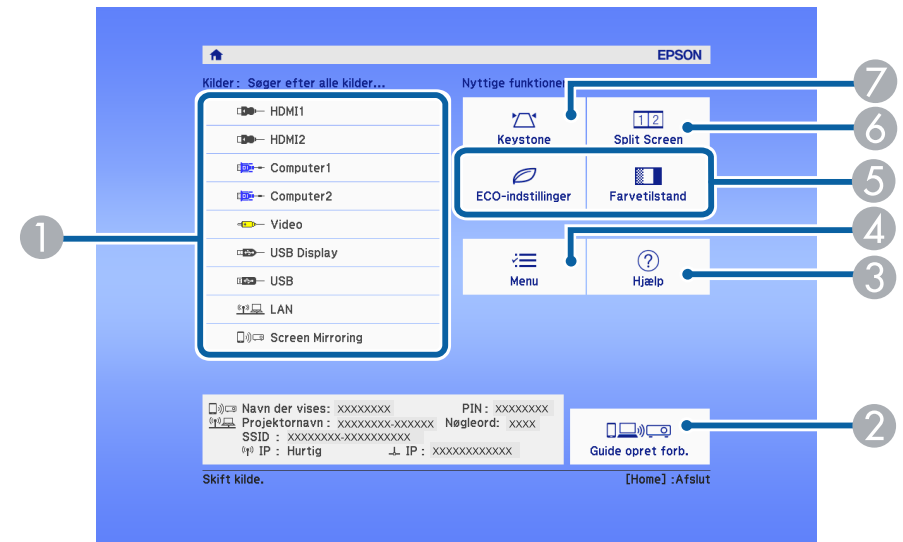 EPSON
Kilder: Søger efter alle kilder...
HDMI1
HDMI2
Computer1
Computer2
Video
USB Display
USB
LAN
Screen Mirroring
Nyttige funktione
Keystone
Split Screen
1 2
ECO-indstillinger
Farvetilstand
Menu
? Hjælp
Navn der vises: XXXXXXXX PIN: XXXXXXXX
Projektornavn: XXXXXXXX-XXXXXX Nøgleord: XXXX
SSID : XXXXXXXX-XXXXXXXXXX
IP : Hurtig IP : XXXXXXXXXXXX
Guide opret forb.
Skift kilde.
[Home] :Afslut
1
7
6
5
4
3
2